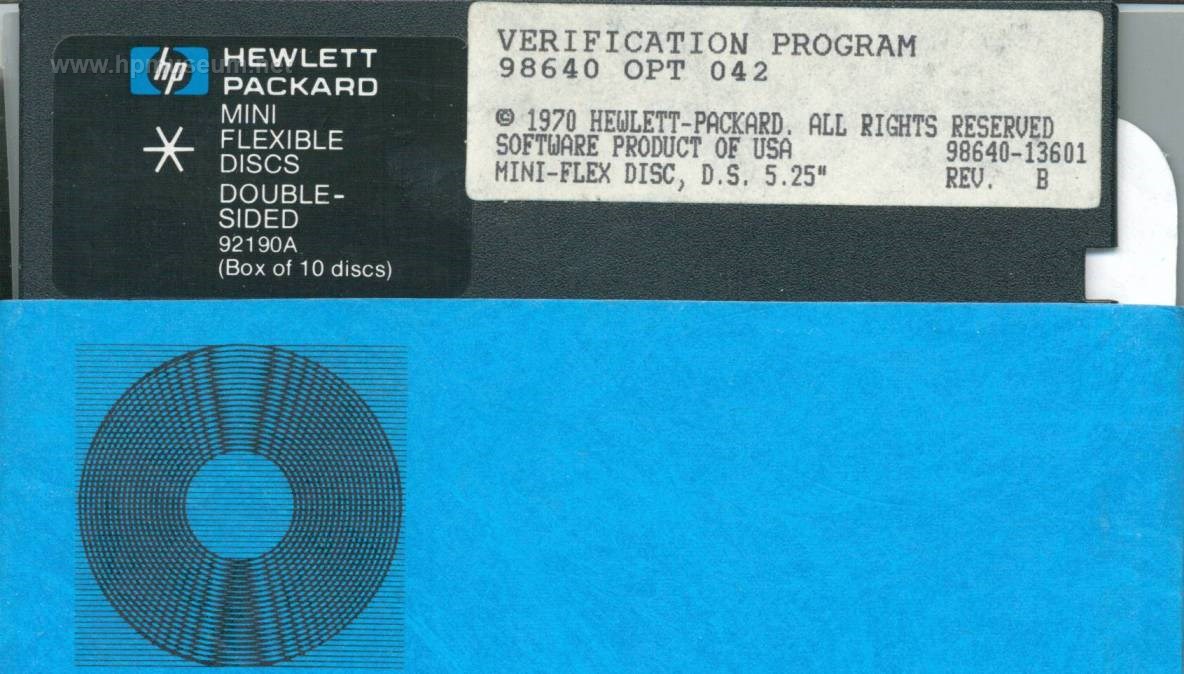 www.hpmuseum.net
hp
HEWLETT
PACKARD
MINI
FLEXIBLE
DISCS
DOUBLE-
SIDED
92190A
(Box of 10 discs)
VERIFICATION PROGRAM
98640 OPT 042
© 1970 HEWLETT-PACKARD. ALL RIGHTS RESERVED
SOFTWARE PRODUCT OF USA 98640-13601
MINI-FLEX DISC, D.S. 5.25" REV. B